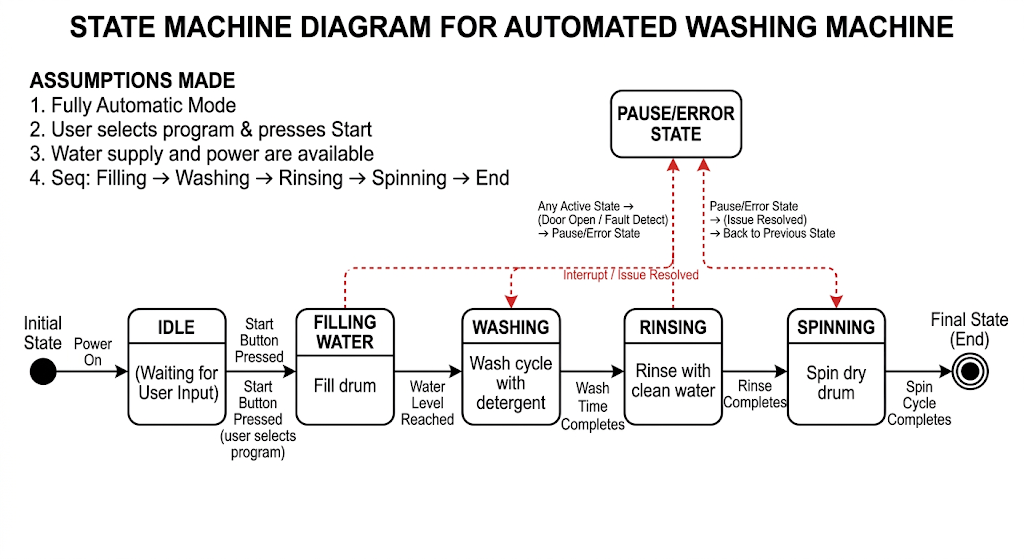 STATE MACHINE DIAGRAM FOR AUTOMATED WASHING MACHINE
ASSUMPTIONS MADE
1. Fully Automatic Mode
2. User selects program & presses Start
3. Water supply and power are available
4. Seq: Filling → Washing → Rinsing → Spinning → End
PAUSE/ERROR
STATE
Any Active State →
(Door Open / Fault Detect)
→ Pause/Error State
Pause/Error State
→ (Issue Resolved)
→ Back to Previous State
Interrupt / Issue Resolved
Initial
State
Power
On
IDLE
(Waiting for
User Input)
Start
Button
Pressed
Start
Button
Pressed
(user selects
program)
FILLING
WATER
Fill drum
Water
Level
Reached
WASHING
Wash cycle
with
detergent
Wash
Time
Completes
RINSING
Rinse with
clean water
Rinse
Completes
SPINNING
Spin dry
drum
Spin
Cycle
Completes
Final State
(End)